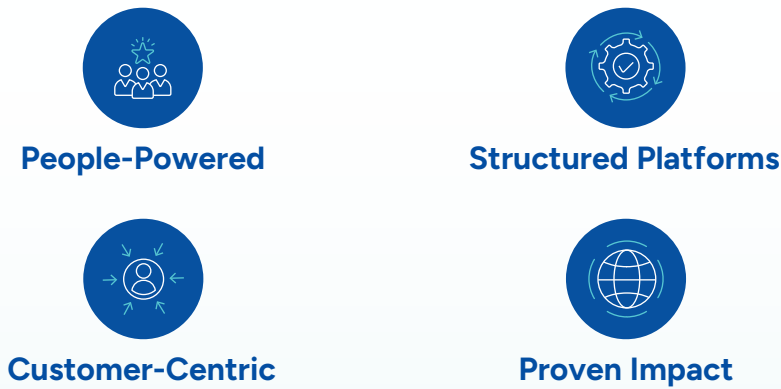 People-Powered
Structured Platforms
Customer-Centric
Proven Impact